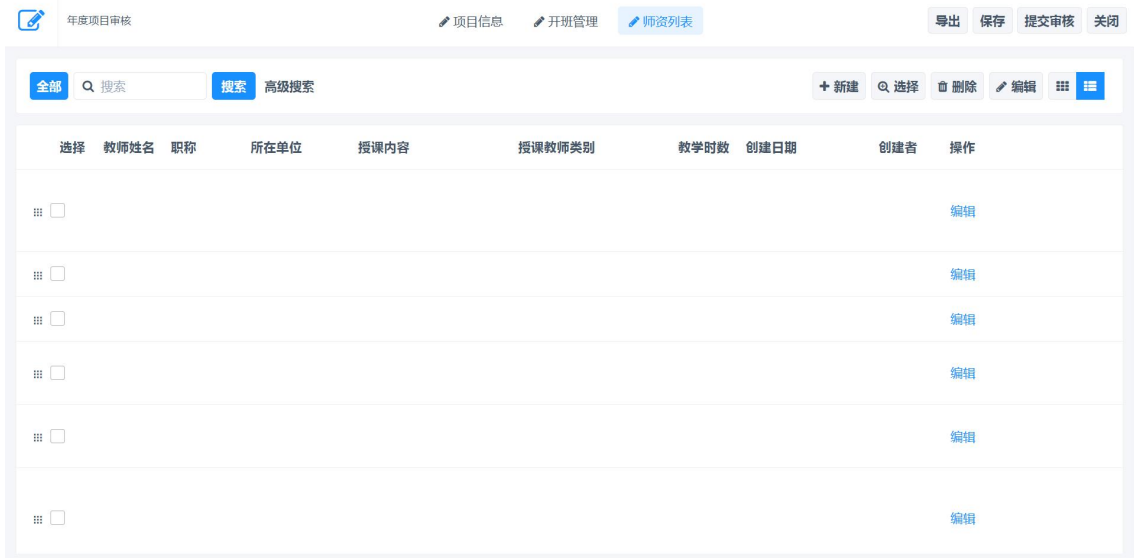 年度项目审核 项目信息 开班管理 师资列表 导出 保存 提交审核 关闭
全部 搜索 搜索 高级搜索 新建 选择 删除 编辑
选择 教师姓名 职称 所在单位 授课内容 授课教师类别 教学时数 创建日期 创建者 操作
编辑
编辑
编辑
编辑
编辑
编辑